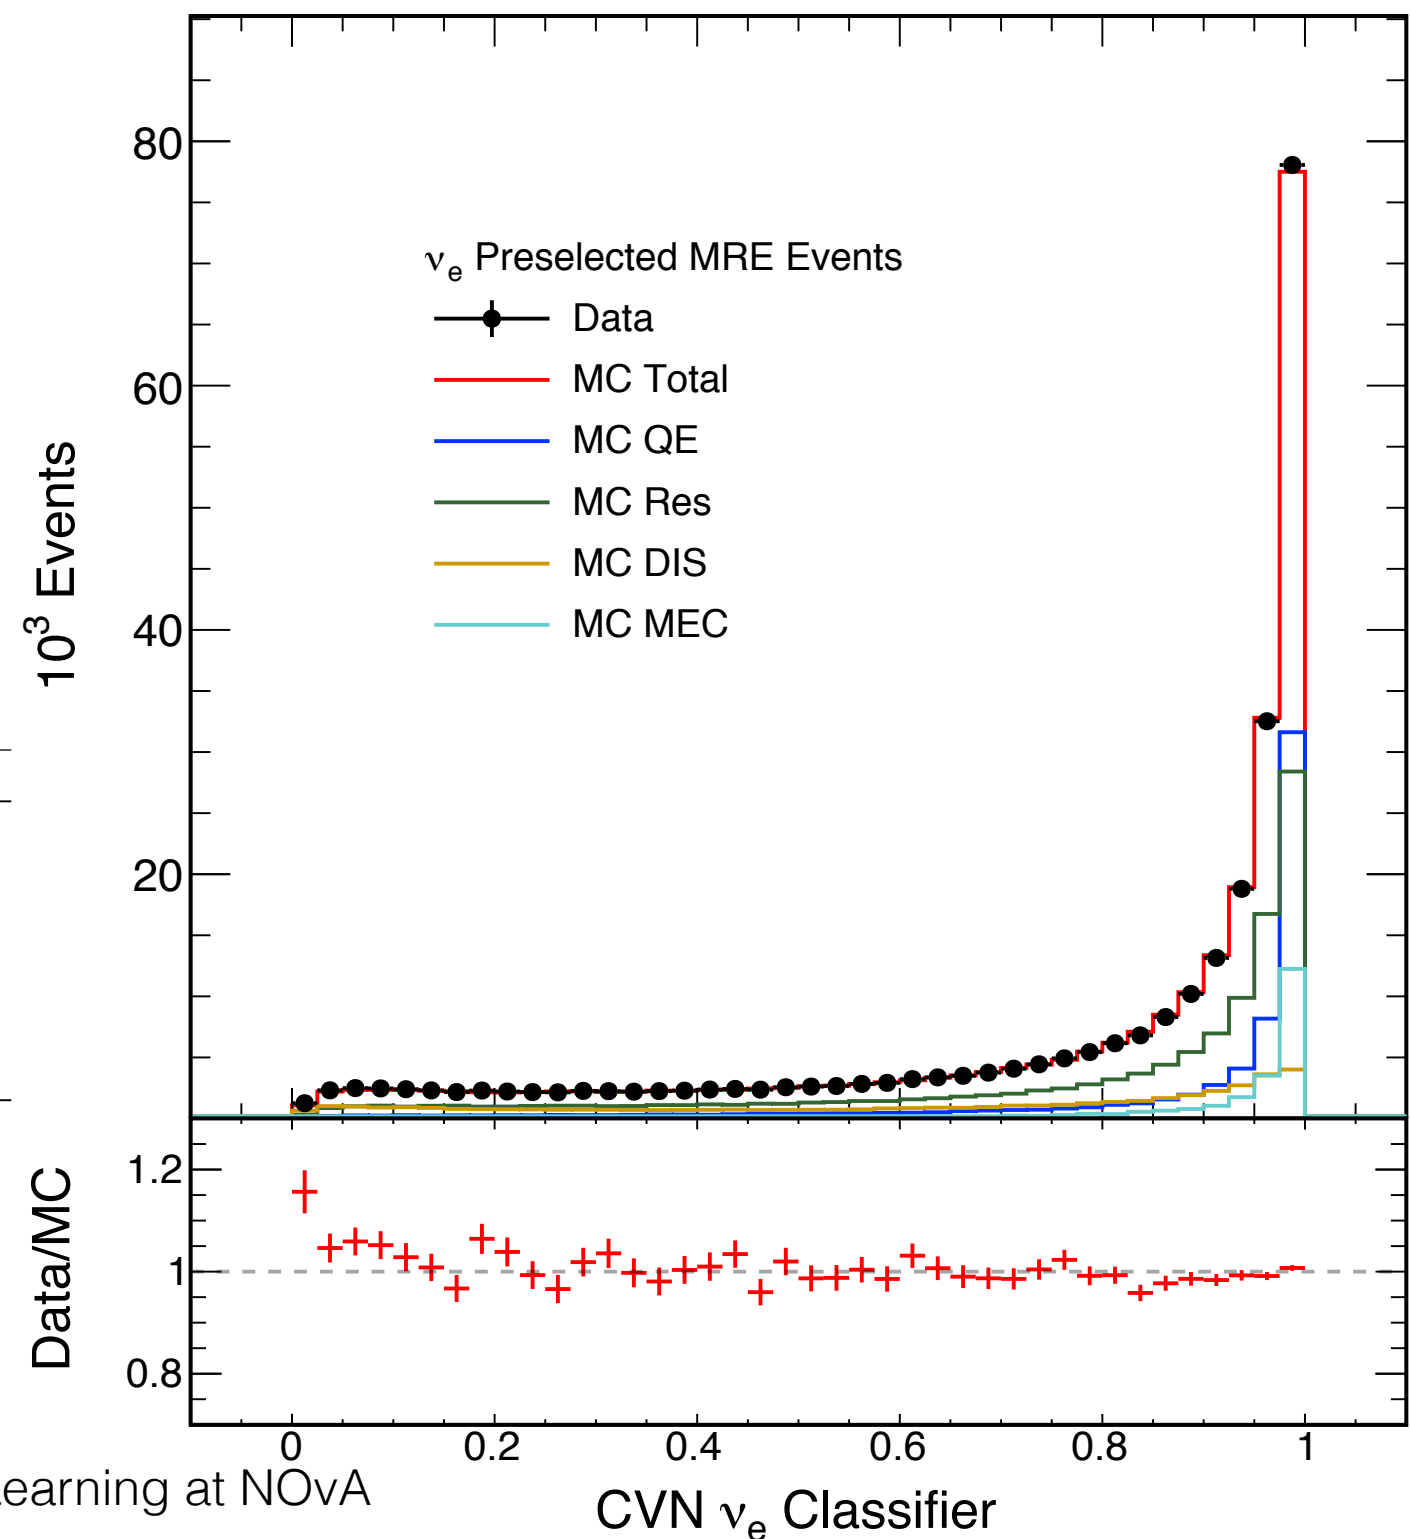 80
60
40
20
10³ Events
νₑ Preselected MRE Events
Data
MC Total
MC QE
MC Res
MC DIS
MC MEC
1.2
1
0.8
Data/MC
0 0.2 0.4 0.6 0.8 1
CVN νₑ Classifier
earning at NOvA